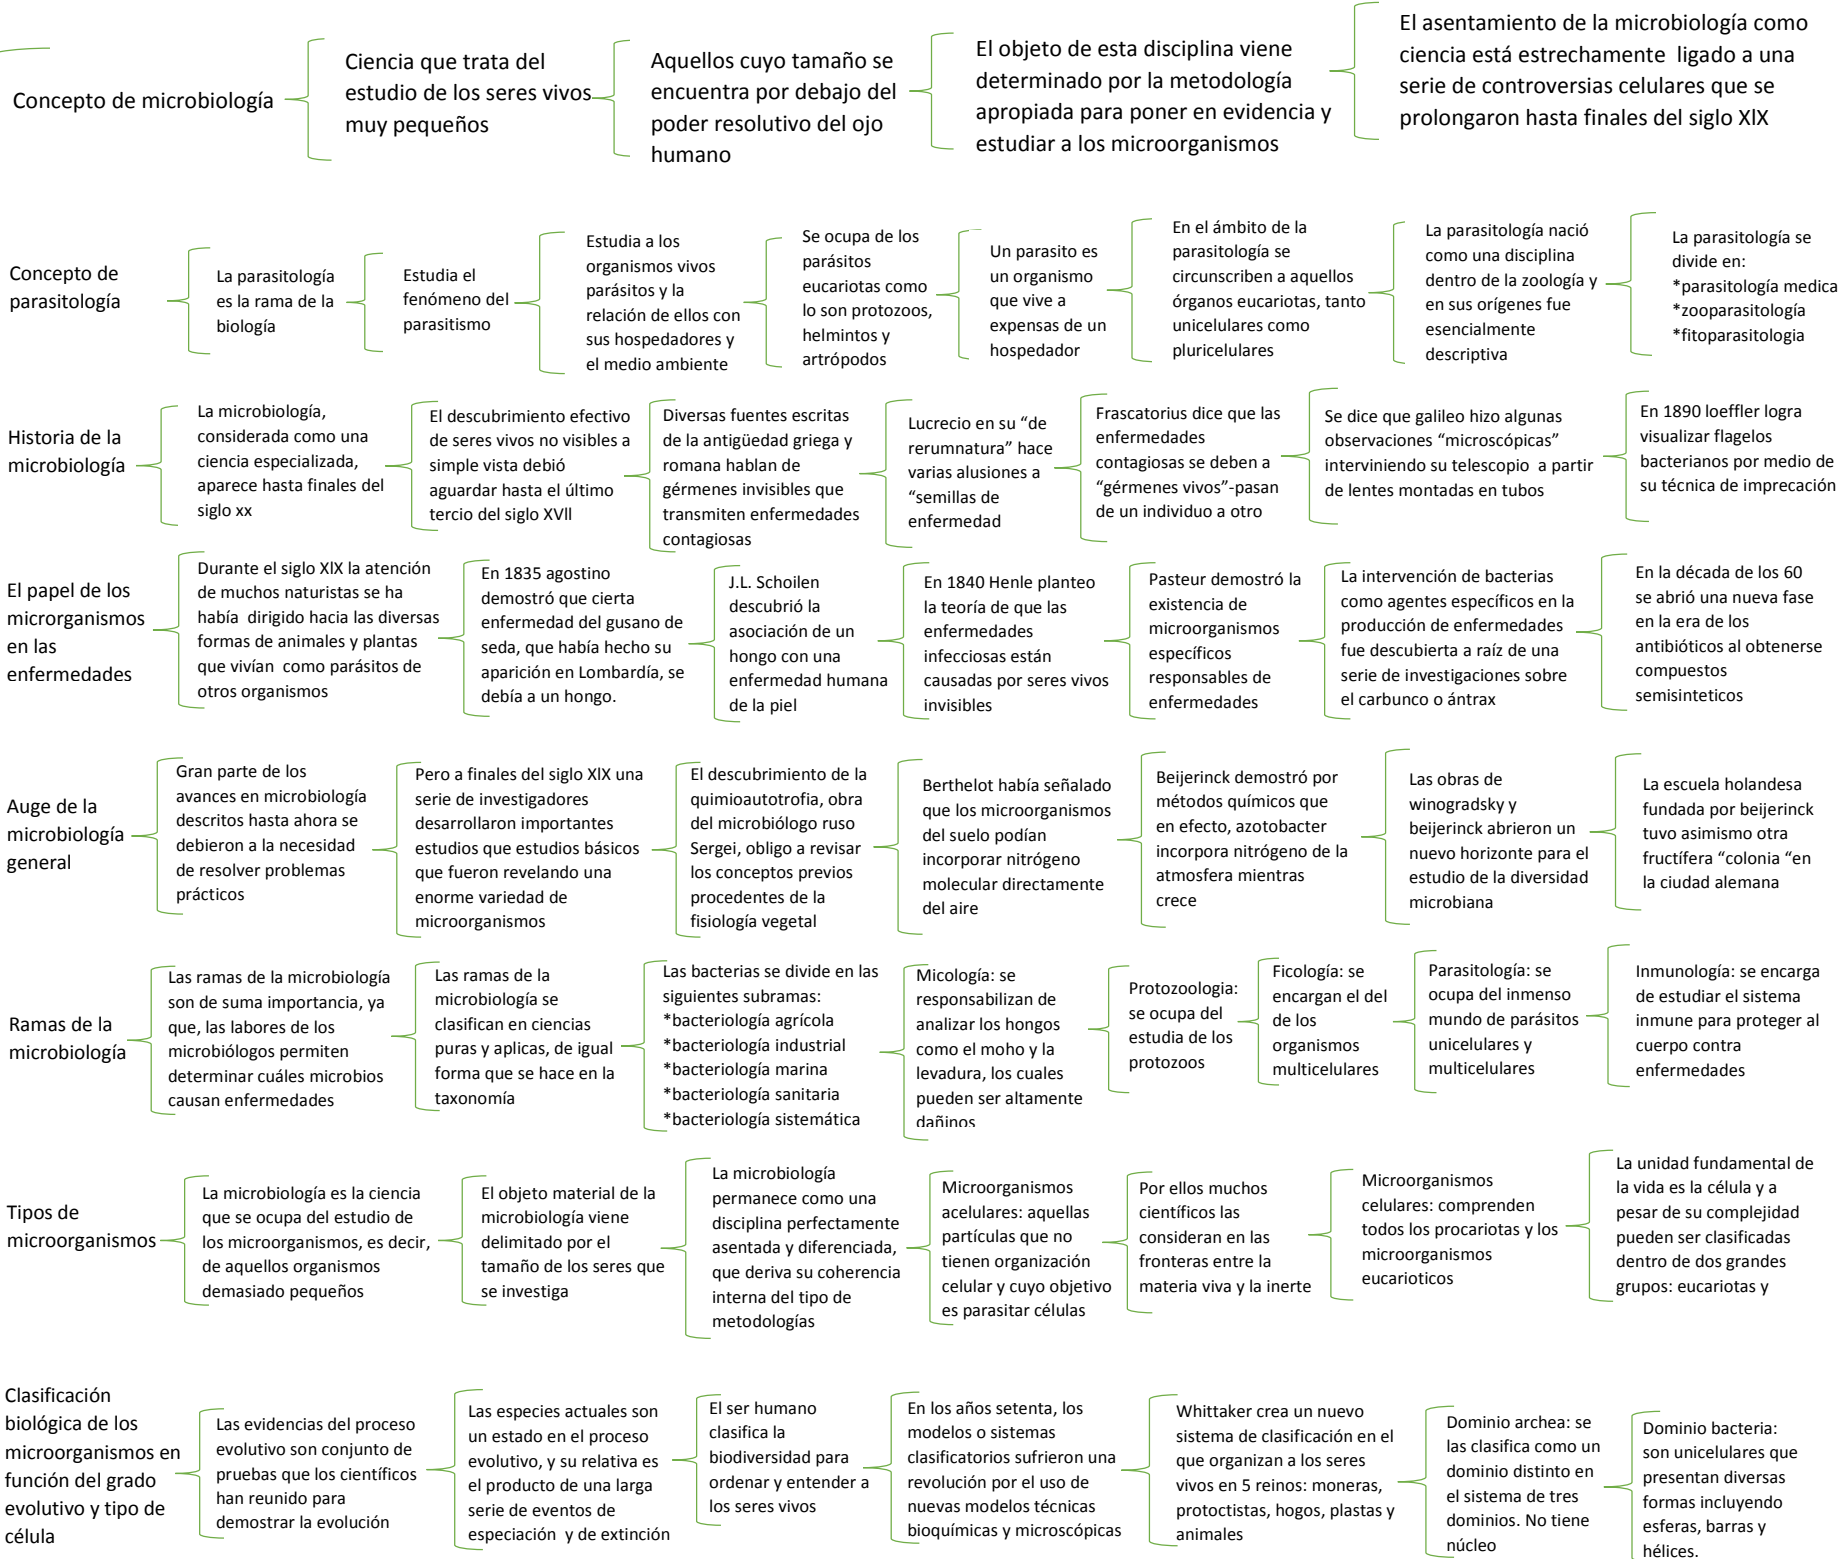 Concepto de microbiología
Ciencia que trata del
estudio de los seres vivos
muy pequeños
Aquellos cuyo tamaño se
encuentra por debajo del
poder resolutivo del ojo
humano
El objeto de esta disciplina viene
determinado por la metodología
apropiada para poner en evidencia y
estudiar a los microorganismos
El asentamiento de la microbiología como
ciencia está estrechamente  ligado a una
serie de controversias celulares que se
prolongaron hasta finales del siglo XlX
Concepto de
parasitología
La parasitología
es la rama de la
biología
Estudia el
fenómeno del
parasitismo
Estudia a los
organismos vivos
parásitos y la
relación de ellos con
sus hospedadores y
el medio ambiente
Se ocupa de los
parásitos
eucariotas como
lo son protozoos,
helmintos y
artrópodos
Un parasito es
un organismo
que vive a
expensas de un
hospedador
En el ámbito de la
parasitología se
circunscriben a aquellos
órganos eucariotas, tanto
unicelulares como
pluricelulares
La parasitología nació
como una disciplina
dentro de la zoología y
en sus orígenes fue
esencialmente
descriptiva
La parasitología se
divide en:
*parasitología medica
*zooparasitología
*fitoparasitologia
Historia de la
microbiología
La microbiología,
considerada como una
ciencia especializada,
aparece hasta finales del
siglo xx
El descubrimiento efectivo
de seres vivos no visibles a
simple vista debió
aguardar hasta el último
tercio del siglo XVll
Diversas fuentes escritas
de la antigüedad griega y
romana hablan de
gérmenes invisibles que
transmiten enfermedades
contagiosas
Lucrecio en su “de
rerumnatura” hace
varias alusiones a
“semillas de
enfermedad
Frascatorius dice que las
enfermedades
contagiosas se deben a
“gérmenes vivos”-pasan
de un individuo a otro
Se dice que galileo hizo algunas
observaciones “microscópicas”
interviniendo su telescopio  a partir
de lentes montadas en tubos
En 1890 loeffler logra
visualizar flagelos
bacterianos por medio de
su técnica de imprecación
El papel de los
microrganismos
en las
enfermedades
Durante el siglo XlX la atención
de muchos naturistas se ha
había  dirigido hacia las diversas
formas de animales y plantas
que vivían  como parásitos de
otros organismos
En 1835 agostino
demostró que cierta
enfermedad del gusano de
seda, que había hecho su
aparición en Lombardía, se
debía a un hongo.
J.L. Schoilen
descubrió la
asociación de un
hongo con una
enfermedad humana
de la piel
En 1840 Henle planteo
la teoría de que las
enfermedades
infecciosas están
causadas por seres vivos
invisibles
Pasteur demostró la
existencia de
microorganismos
específicos
responsables de
enfermedades
La intervención de bacterias
como agentes específicos en la
producción de enfermedades
fue descubierta a raíz de una
serie de investigaciones sobre
el carbunco o ántrax
En la década de los 60
se abrió una nueva fase
en la era de los
antibióticos al obtenerse
compuestos
semisinteticos
Auge de la
microbiología
general
Gran parte de los
avances en microbiología
descritos hasta ahora se
debieron a la necesidad
de resolver problemas
prácticos
Pero a finales del siglo XlX una
serie de investigadores
desarrollaron importantes
estudios que estudios básicos
que fueron revelando una
enorme variedad de
microorganismos
El descubrimiento de la
quimioautotrofia, obra
del microbiólogo ruso
Sergei, obligo a revisar
los conceptos previos
procedentes de la
fisiología vegetal
Berthelot había señalado
que los microorganismos
del suelo podían
incorporar nitrógeno
molecular directamente
del aire
Beijerinck demostró por
métodos químicos que
en efecto, azotobacter
incorpora nitrógeno de la
atmosfera mientras
crece
Las obras de
winogradsky y
beijerinck abrieron un
nuevo horizonte para el
estudio de la diversidad
microbiana
La escuela holandesa
fundada por beijerinck
tuvo asimismo otra
fructífera “colonia “en
la ciudad alemana
Ramas de la
microbiología
Las ramas de la microbiología
son de suma importancia, ya
que, las labores de los
microbiólogos permiten
determinar cuáles microbios
causan enfermedades
Las ramas de la
microbiología se
clasifican en ciencias
puras y aplicas, de igual
forma que se hace en la
taxonomía
Las bacterias se divide en las
siguientes subramas:
*bacteriología agrícola
*bacteriología industrial
*bacteriología marina
*bacteriología sanitaria
*bacteriología sistemática
Micología: se
responsabilizan de
analizar los hongos
como el moho y la
levadura, los cuales
pueden ser altamente
dañinos
Protozoologia:
se ocupa del
estudia de los
protozoos
Ficología: se
encargan el del
de los
organismos
multicelulares
Parasitología: se
ocupa del inmenso
mundo de parásitos
unicelulares y
multicelulares
Inmunología: se encarga
de estudiar el sistema
inmune para proteger al
cuerpo contra
enfermedades
Tipos de
microorganismos
La microbiología es la ciencia
que se ocupa del estudio de
los microorganismos, es decir,
de aquellos organismos
demasiado pequeños
El objeto material de la
microbiología viene
delimitado por el
tamaño de los seres que
se investiga
La microbiología
permanece como una
disciplina perfectamente
asentada y diferenciada,
que deriva su coherencia
interna del tipo de
metodologías
Microorganismos
acelulares: aquellas
partículas que no
tienen organización
celular y cuyo objetivo
es parasitar células
Por ellos muchos
científicos las
consideran en las
fronteras entre la
materia viva y la inerte
Microorganismos
celulares: comprenden
todos los procariotas y los
microorganismos
eucarioticos
La unidad fundamental de
la vida es la célula y a
pesar de su complejidad
pueden ser clasificadas
dentro de dos grandes
grupos: eucariotas y
Clasificación
biológica de los
microorganismos en
función del grado
evolutivo y tipo de
célula
Las evidencias del proceso
evolutivo son conjunto de
pruebas que los científicos
han reunido para
demostrar la evolución
Las especies actuales son
un estado en el proceso
evolutivo, y su relativa es
el producto de una larga
serie de eventos de
especiación  y de extinción
El ser humano
clasifica la
biodiversidad para
ordenar y entender a
los seres vivos
En los años setenta, los
modelos o sistemas
clasificatorios sufrieron una
revolución por el uso de
nuevas modelos técnicas
bioquímicas y microscópicas
Whittaker crea un nuevo
sistema de clasificación en el
que organizan a los seres
vivos en 5 reinos: moneras,
protoctistas, hogos, plastas y
animales
Dominio archea: se
las clasifica como un
dominio distinto en
el sistema de tres
dominios. No tiene
núcleo
Dominio bacteria:
son unicelulares que
presentan diversas
formas incluyendo
esferas, barras y
hélices.